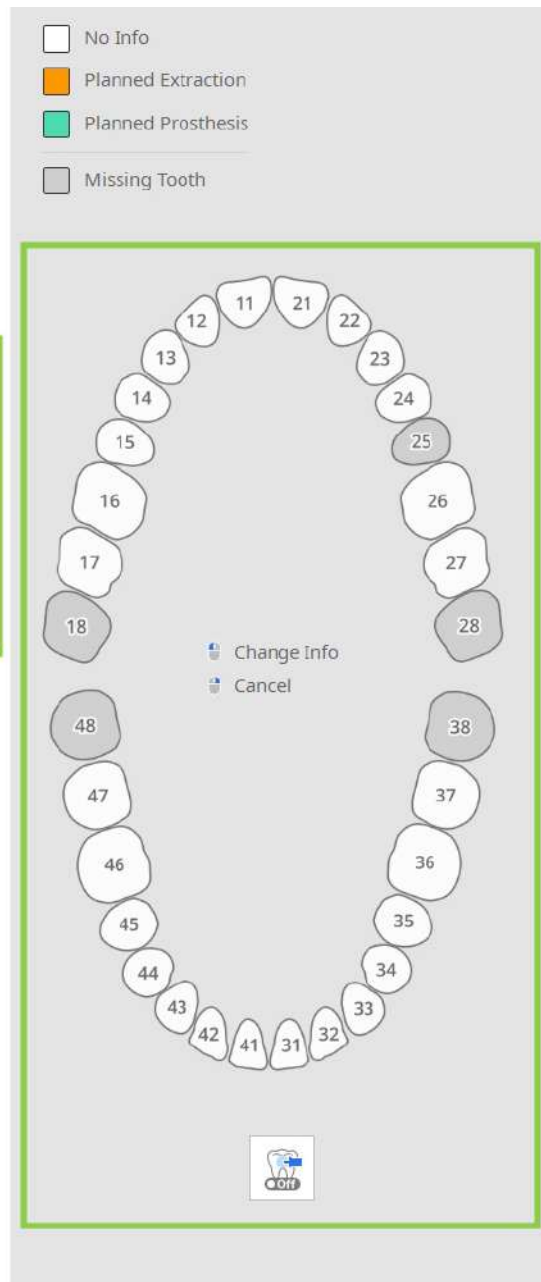 No Info
Planned Extraction
Planned Prosthesis
Missing Tooth
11 21
12 22
13 23
14 24
15 25
16 26
17 27
18 28
Change Info
Cancel
48 38
47 37
46 36
45 35
44 34
43 33
42 32
41 31
Off